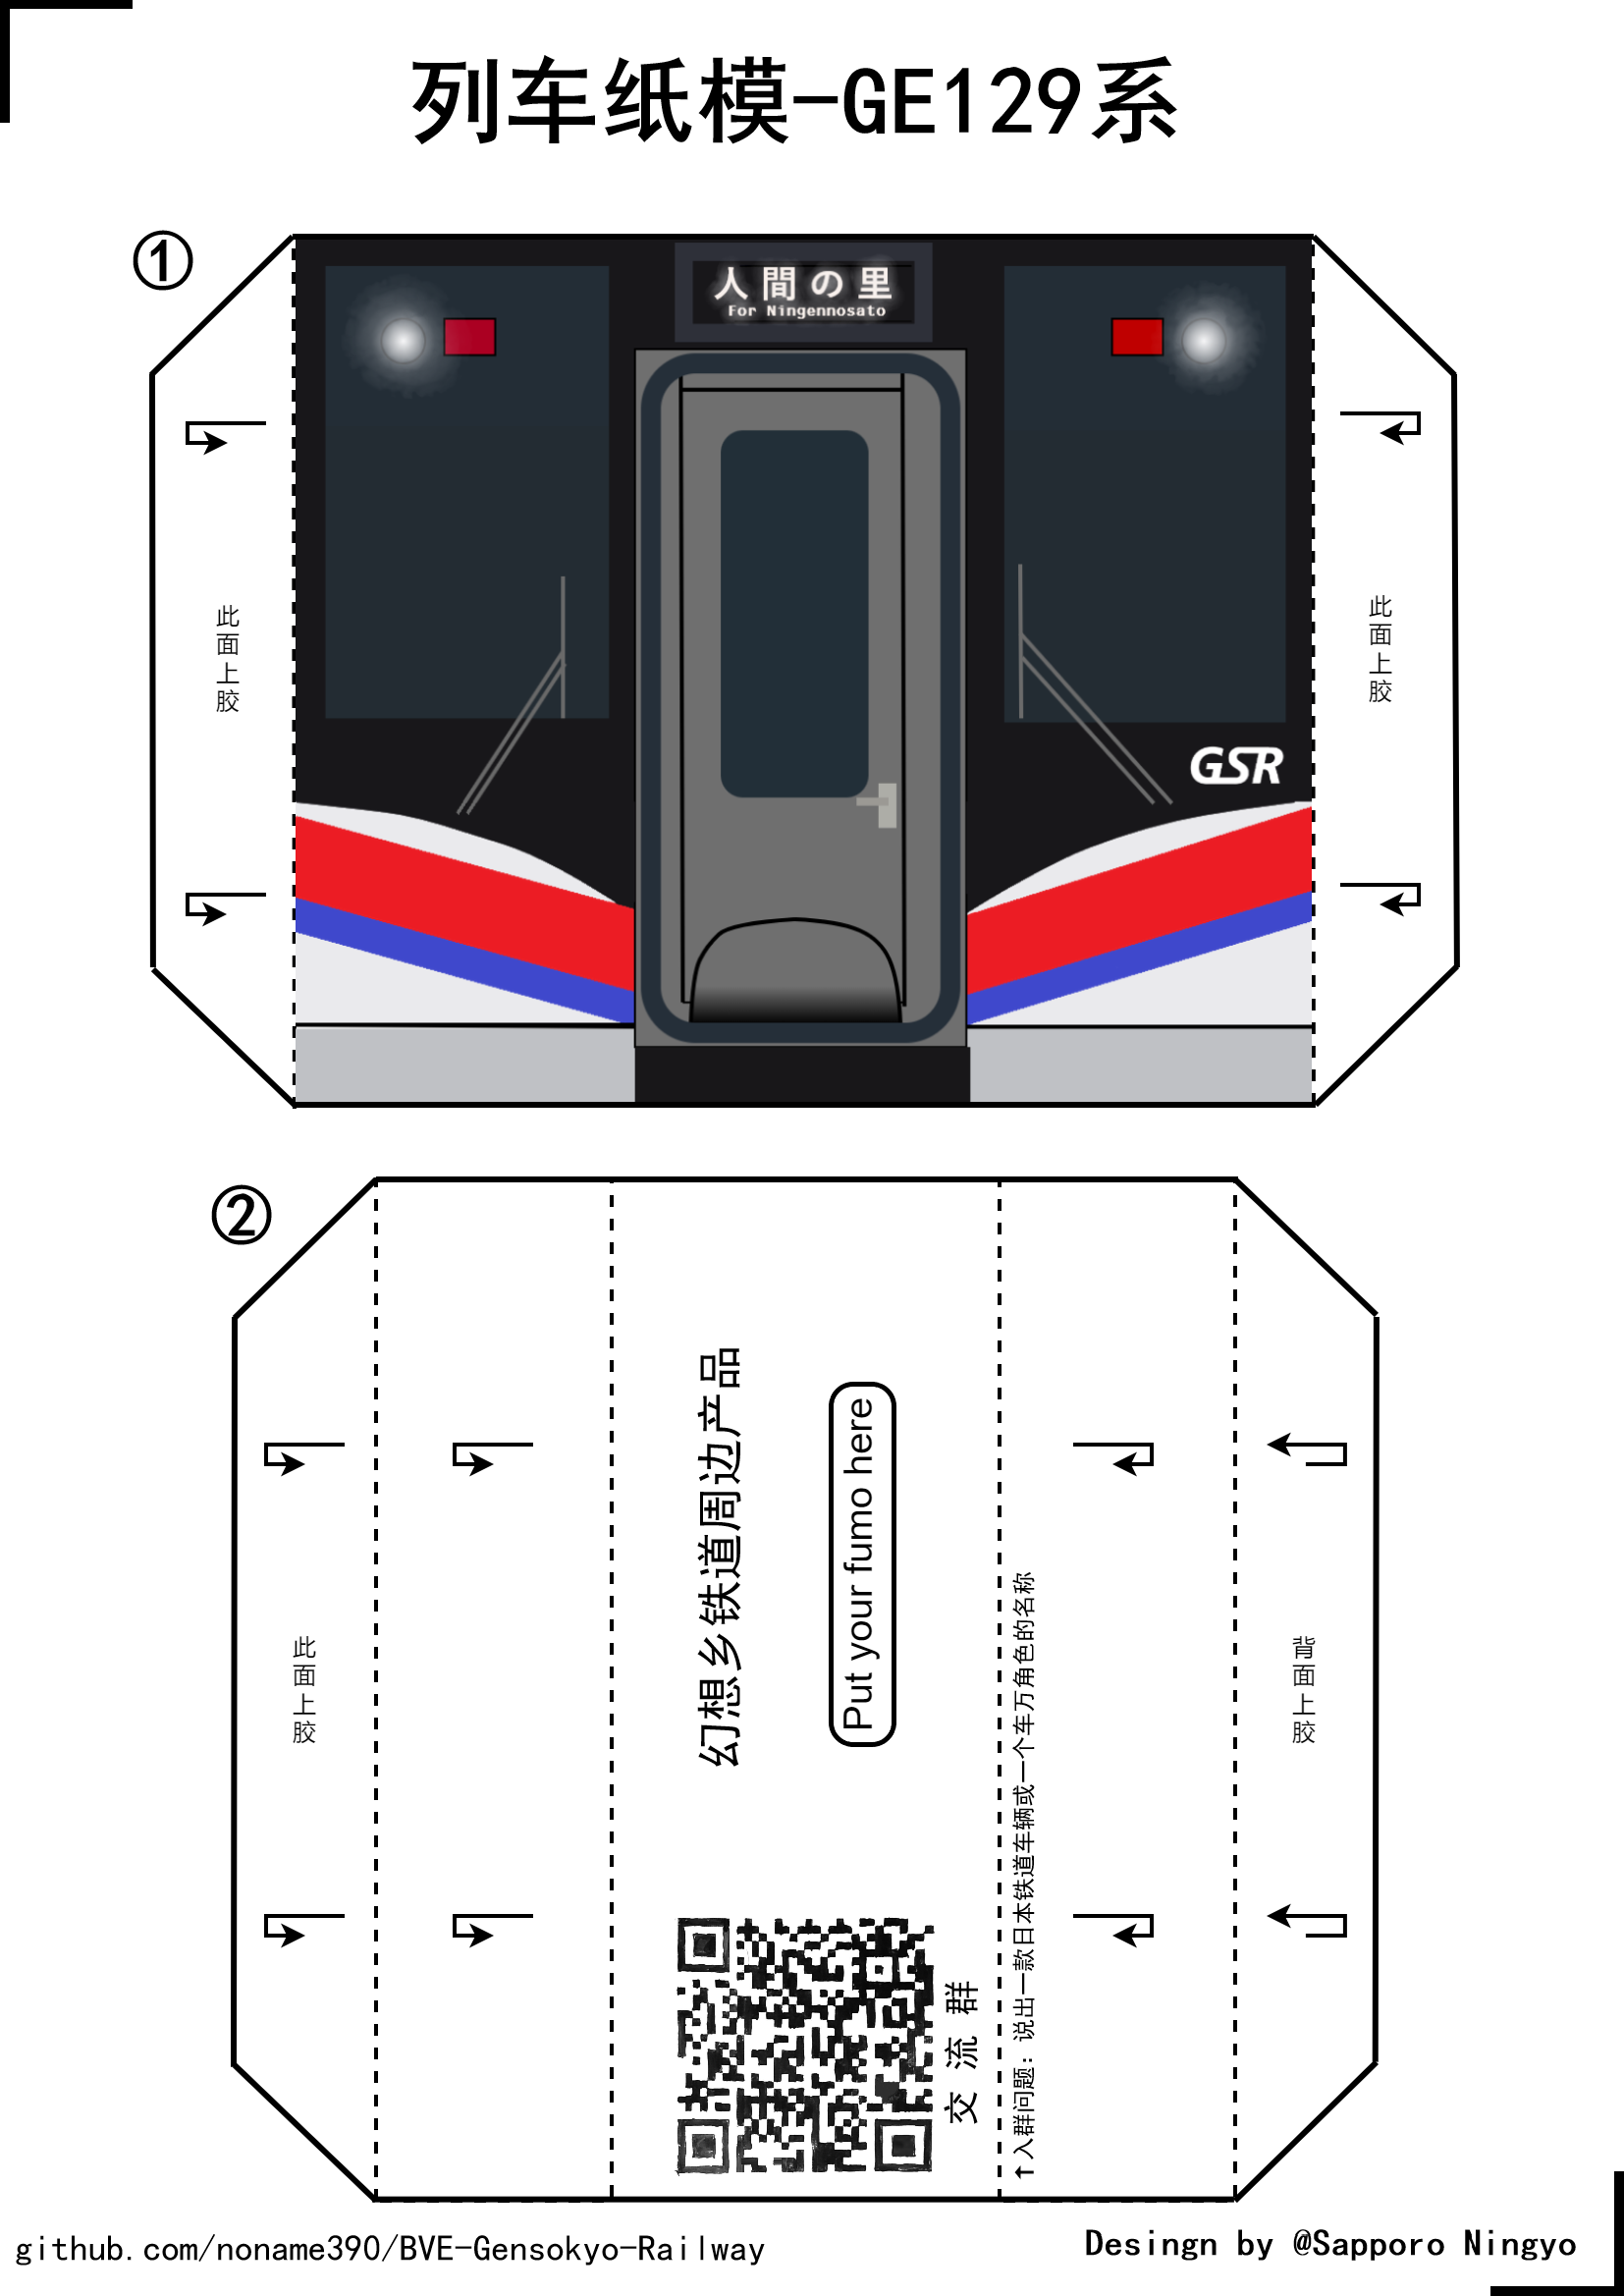 列车纸模-GE129系
①
人間の里
For Ningennosato
此面上胶
此面上胶
GSR
②
幻想乡铁道周边产品
Put your fumo here
此面上胶
背面上胶
交流群
↑入群问题：说出一款日本铁道车辆或一个车万角色的名称
github.com/noname390/BVE-Gensokyo-Railway
Desingn by @Sapporo Ningyo